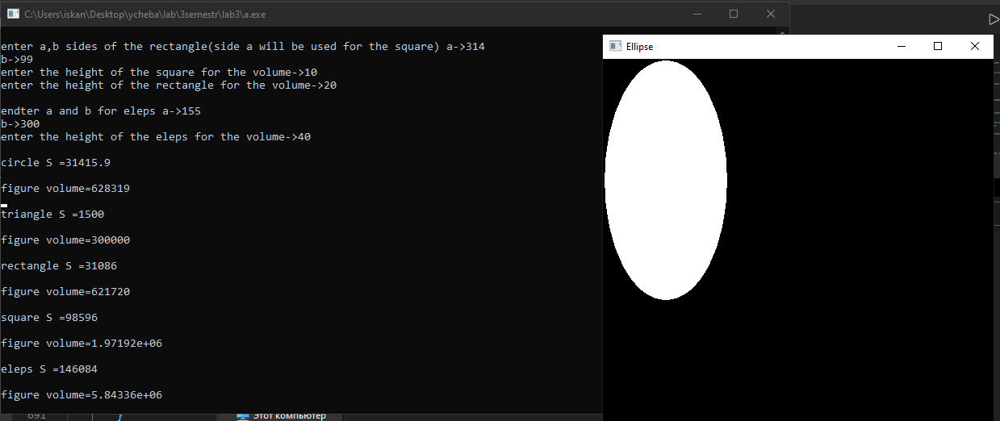 C:\Users\iskan\Desktop\ycheba\lab\3semestr\lab3\a.exe
enter a,b sides of the rectangle(side a will be used for the square) a->314
b->99
enter the height of the square for the volume->10
enter the height of the rectangle for the volume->20
endter a and b for eleps a->155
b->300
enter the height of the eleps for the volume->40
circle S =31415.9
figure volume=628319
triangle S =1500
figure volume=300000
rectangle S =31086
figure volume=621720
square S =98596
figure volume=1.97192e+06
eleps S =146084
figure volume=5.84336e+06
Ellipse
691 }
Этот компьютер